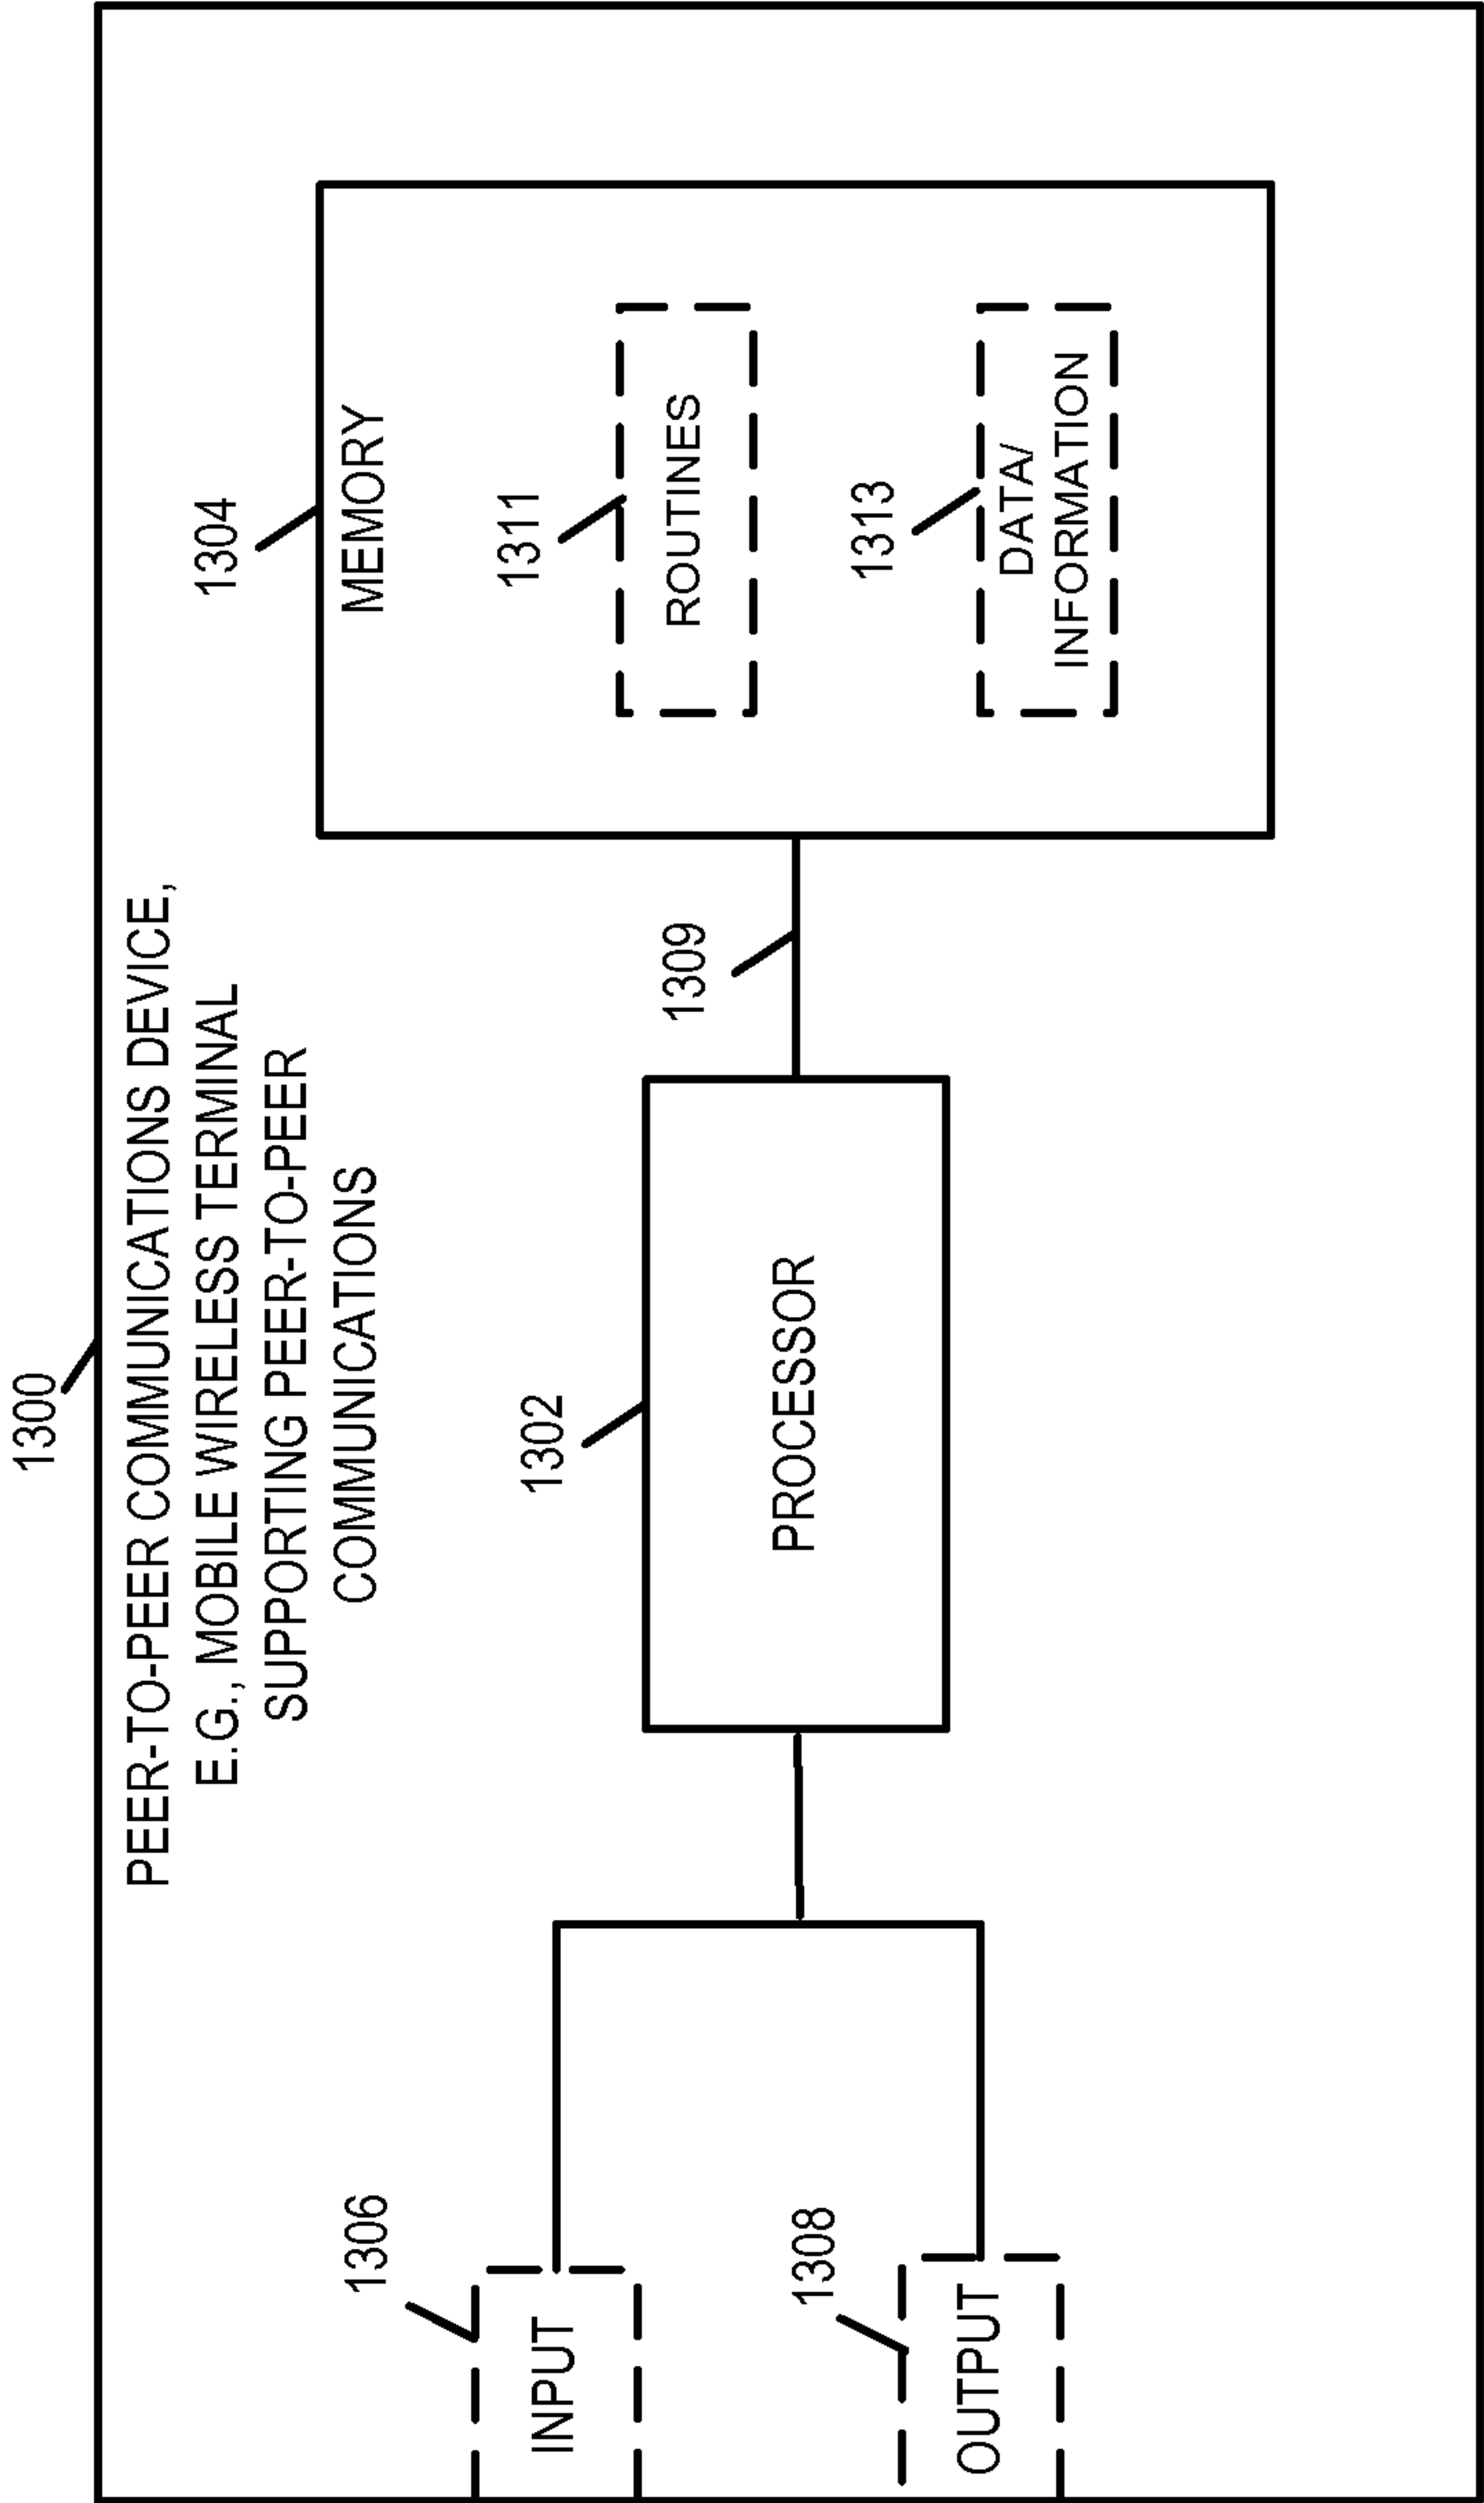 1300
PEER-TO-PEER COMMUNICATIONS DEVICE,
E.G., MOBILE WIRELESS TERMINAL
SUPPORTING PEER-TO-PEER
COMMUNICATIONS
1304
MEMORY
1306
INPUT
1302
PROCESSOR
1309
1311
ROUTINES
1308
OUTPUT
1313
DATA/
INFORMATION